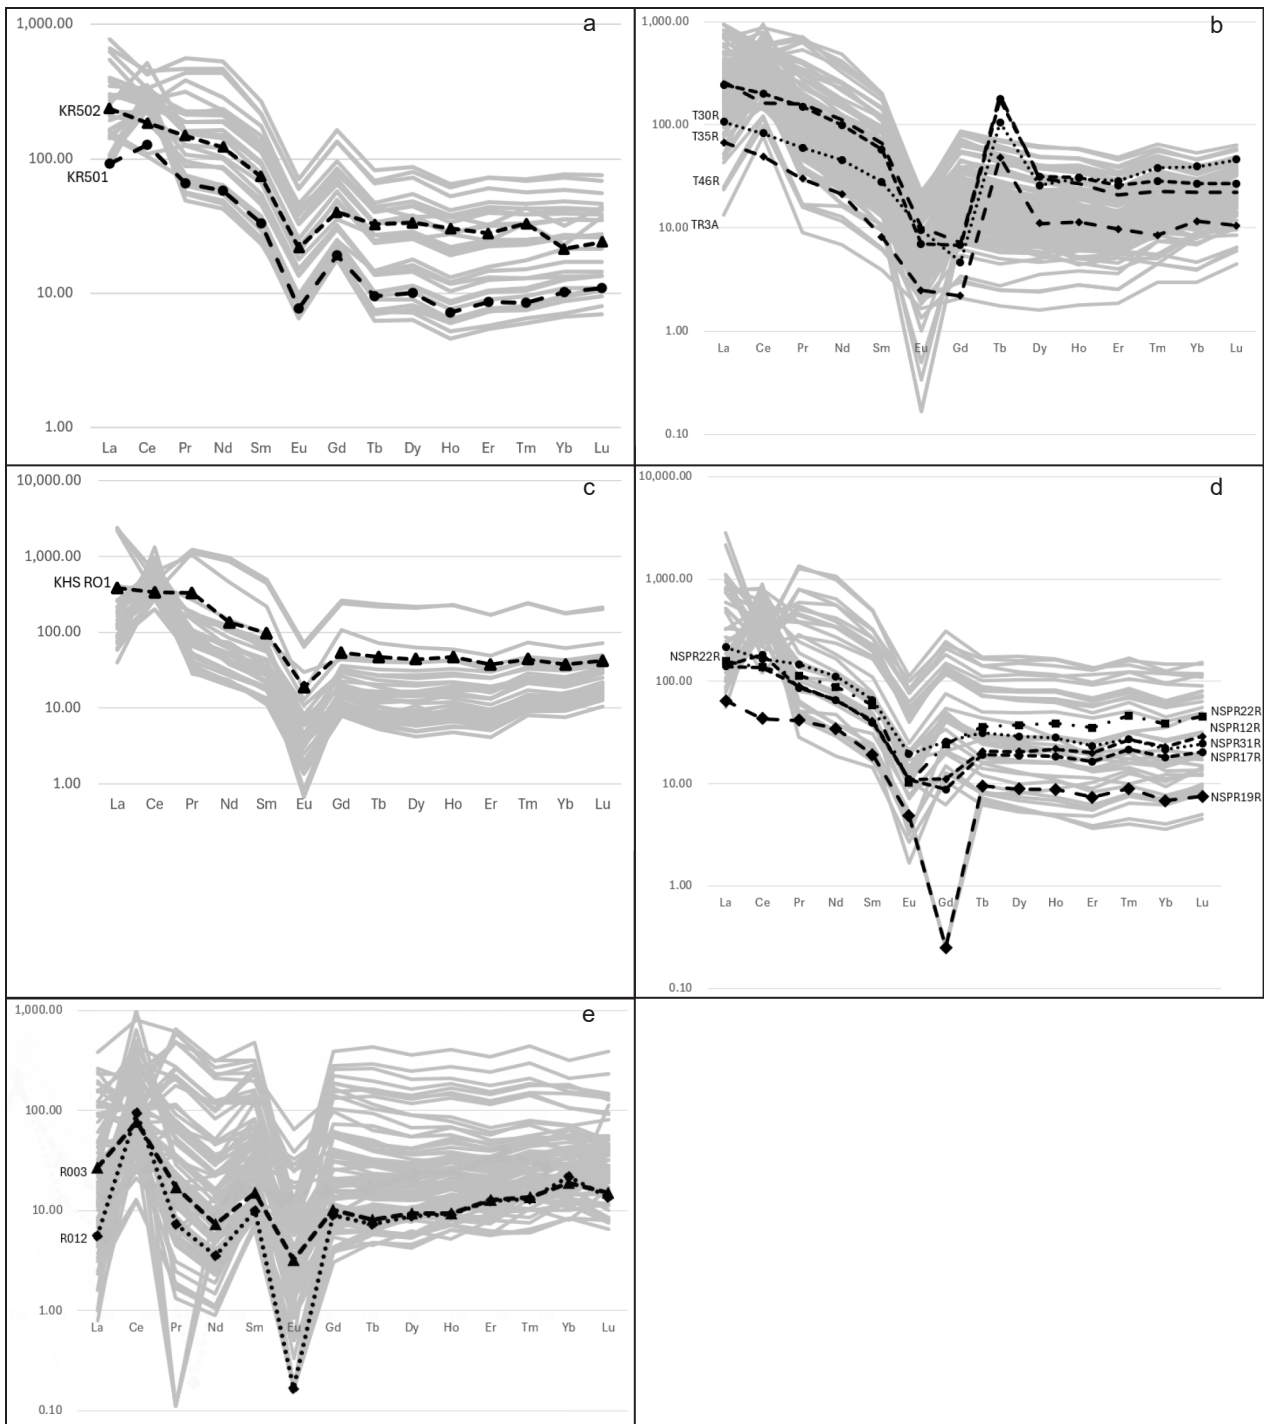 a
1,000.00
100.00
10.00
1.00
KR502
KR501
La Ce Pr Nd Sm Eu Gd Tb Dy Ho Er Tm Yb Lu
b
1,000.00
100.00
10.00
1.00
0.10
T30R
T35R
T46R
TR3A
La Ce Pr Nd Sm Eu Gd Tb Dy Ho Er Tm Yb Lu
c
10,000.00
1,000.00
100.00
10.00
1.00
KHS RO1
La Ce Pr Nd Sm Eu Gd Tb Dy Ho Er Tm Yb Lu
d
10,000.00
1,000.00
100.00
10.00
1.00
0.10
NSPR22R
NSPR22R
NSPR12R
NSPR31R
NSPR17R
NSPR19R
La Ce Pr Nd Sm Eu Gd Tb Dy Ho Er Tm Yb Lu
e
1,000.00
100.00
10.00
1.00
0.10
R003
R012
La Ce Pr Nd Sm Eu Gd Tb Dy Ho Er Tm Yb Lu